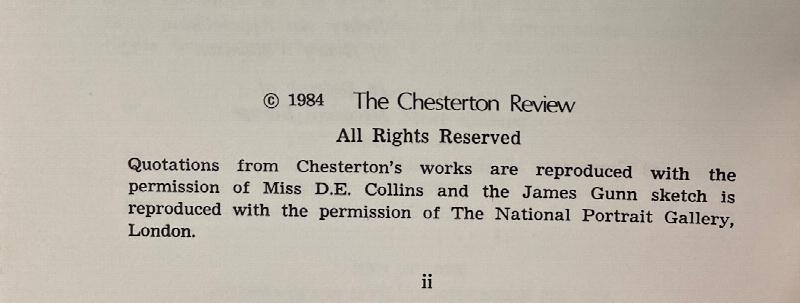 © 1984 The Chesterton Review
All Rights Reserved
Quotations from Chesterton's works are reproduced with the
permission of Miss D.E. Collins and the James Gunn sketch is
reproduced with the permission of The National Portrait Gallery,
London.
ii